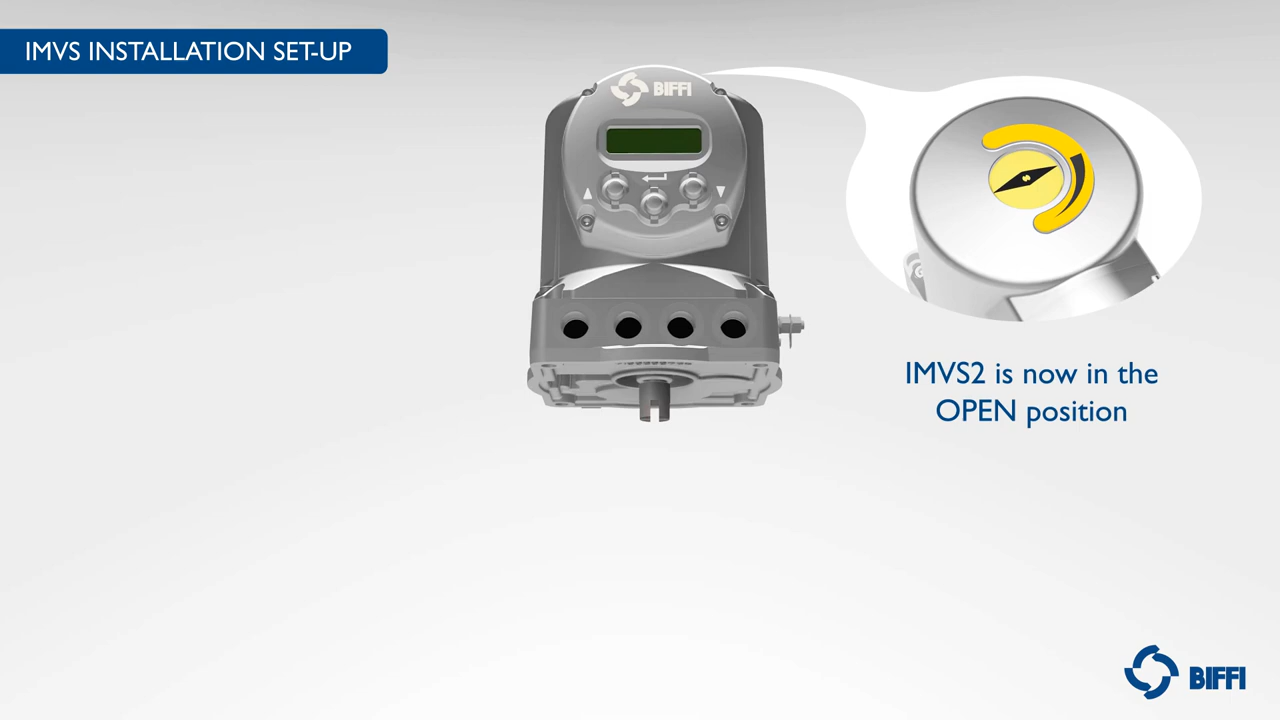 IMVS INSTALLATION SET-UP
BIFFI
IMVS2 is now in the
OPEN position
BIFFI